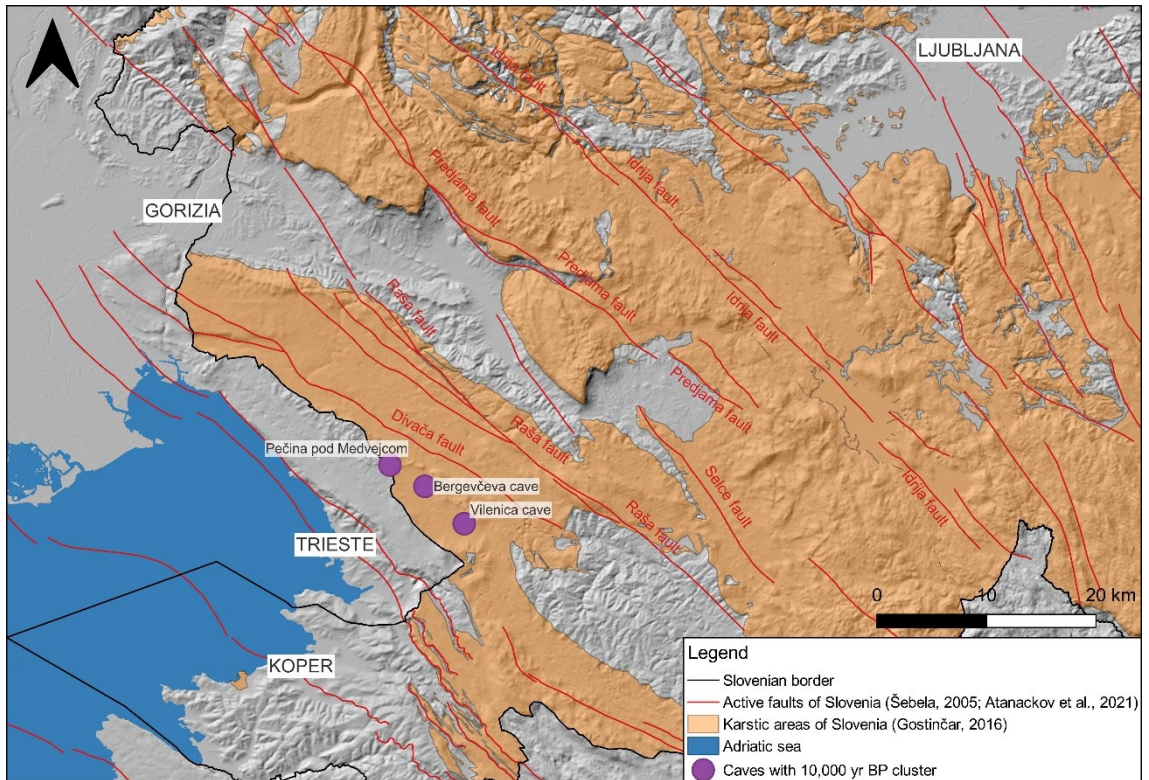 LJUBLJANA
Idrija fault
Predjama fault
Idrija fault
GORIZIA
Predjama fault
Raša fault
Idrija fault
Predjama fault
Divača fault
Raša fault
Pečina pod Medvejcom
Bergevčeva cave
Selce fault
Idrija fault
Vilenica cave
Raša fault
TRIESTE
0 10 20 km
KOPER
Legend
Slovenian border
Active faults of Slovenia (Šebela, 2005; Atanackov et al., 2021)
Karstic areas of Slovenia (Gostinčar, 2016)
Adriatic sea
Caves with 10,000 yr BP cluster